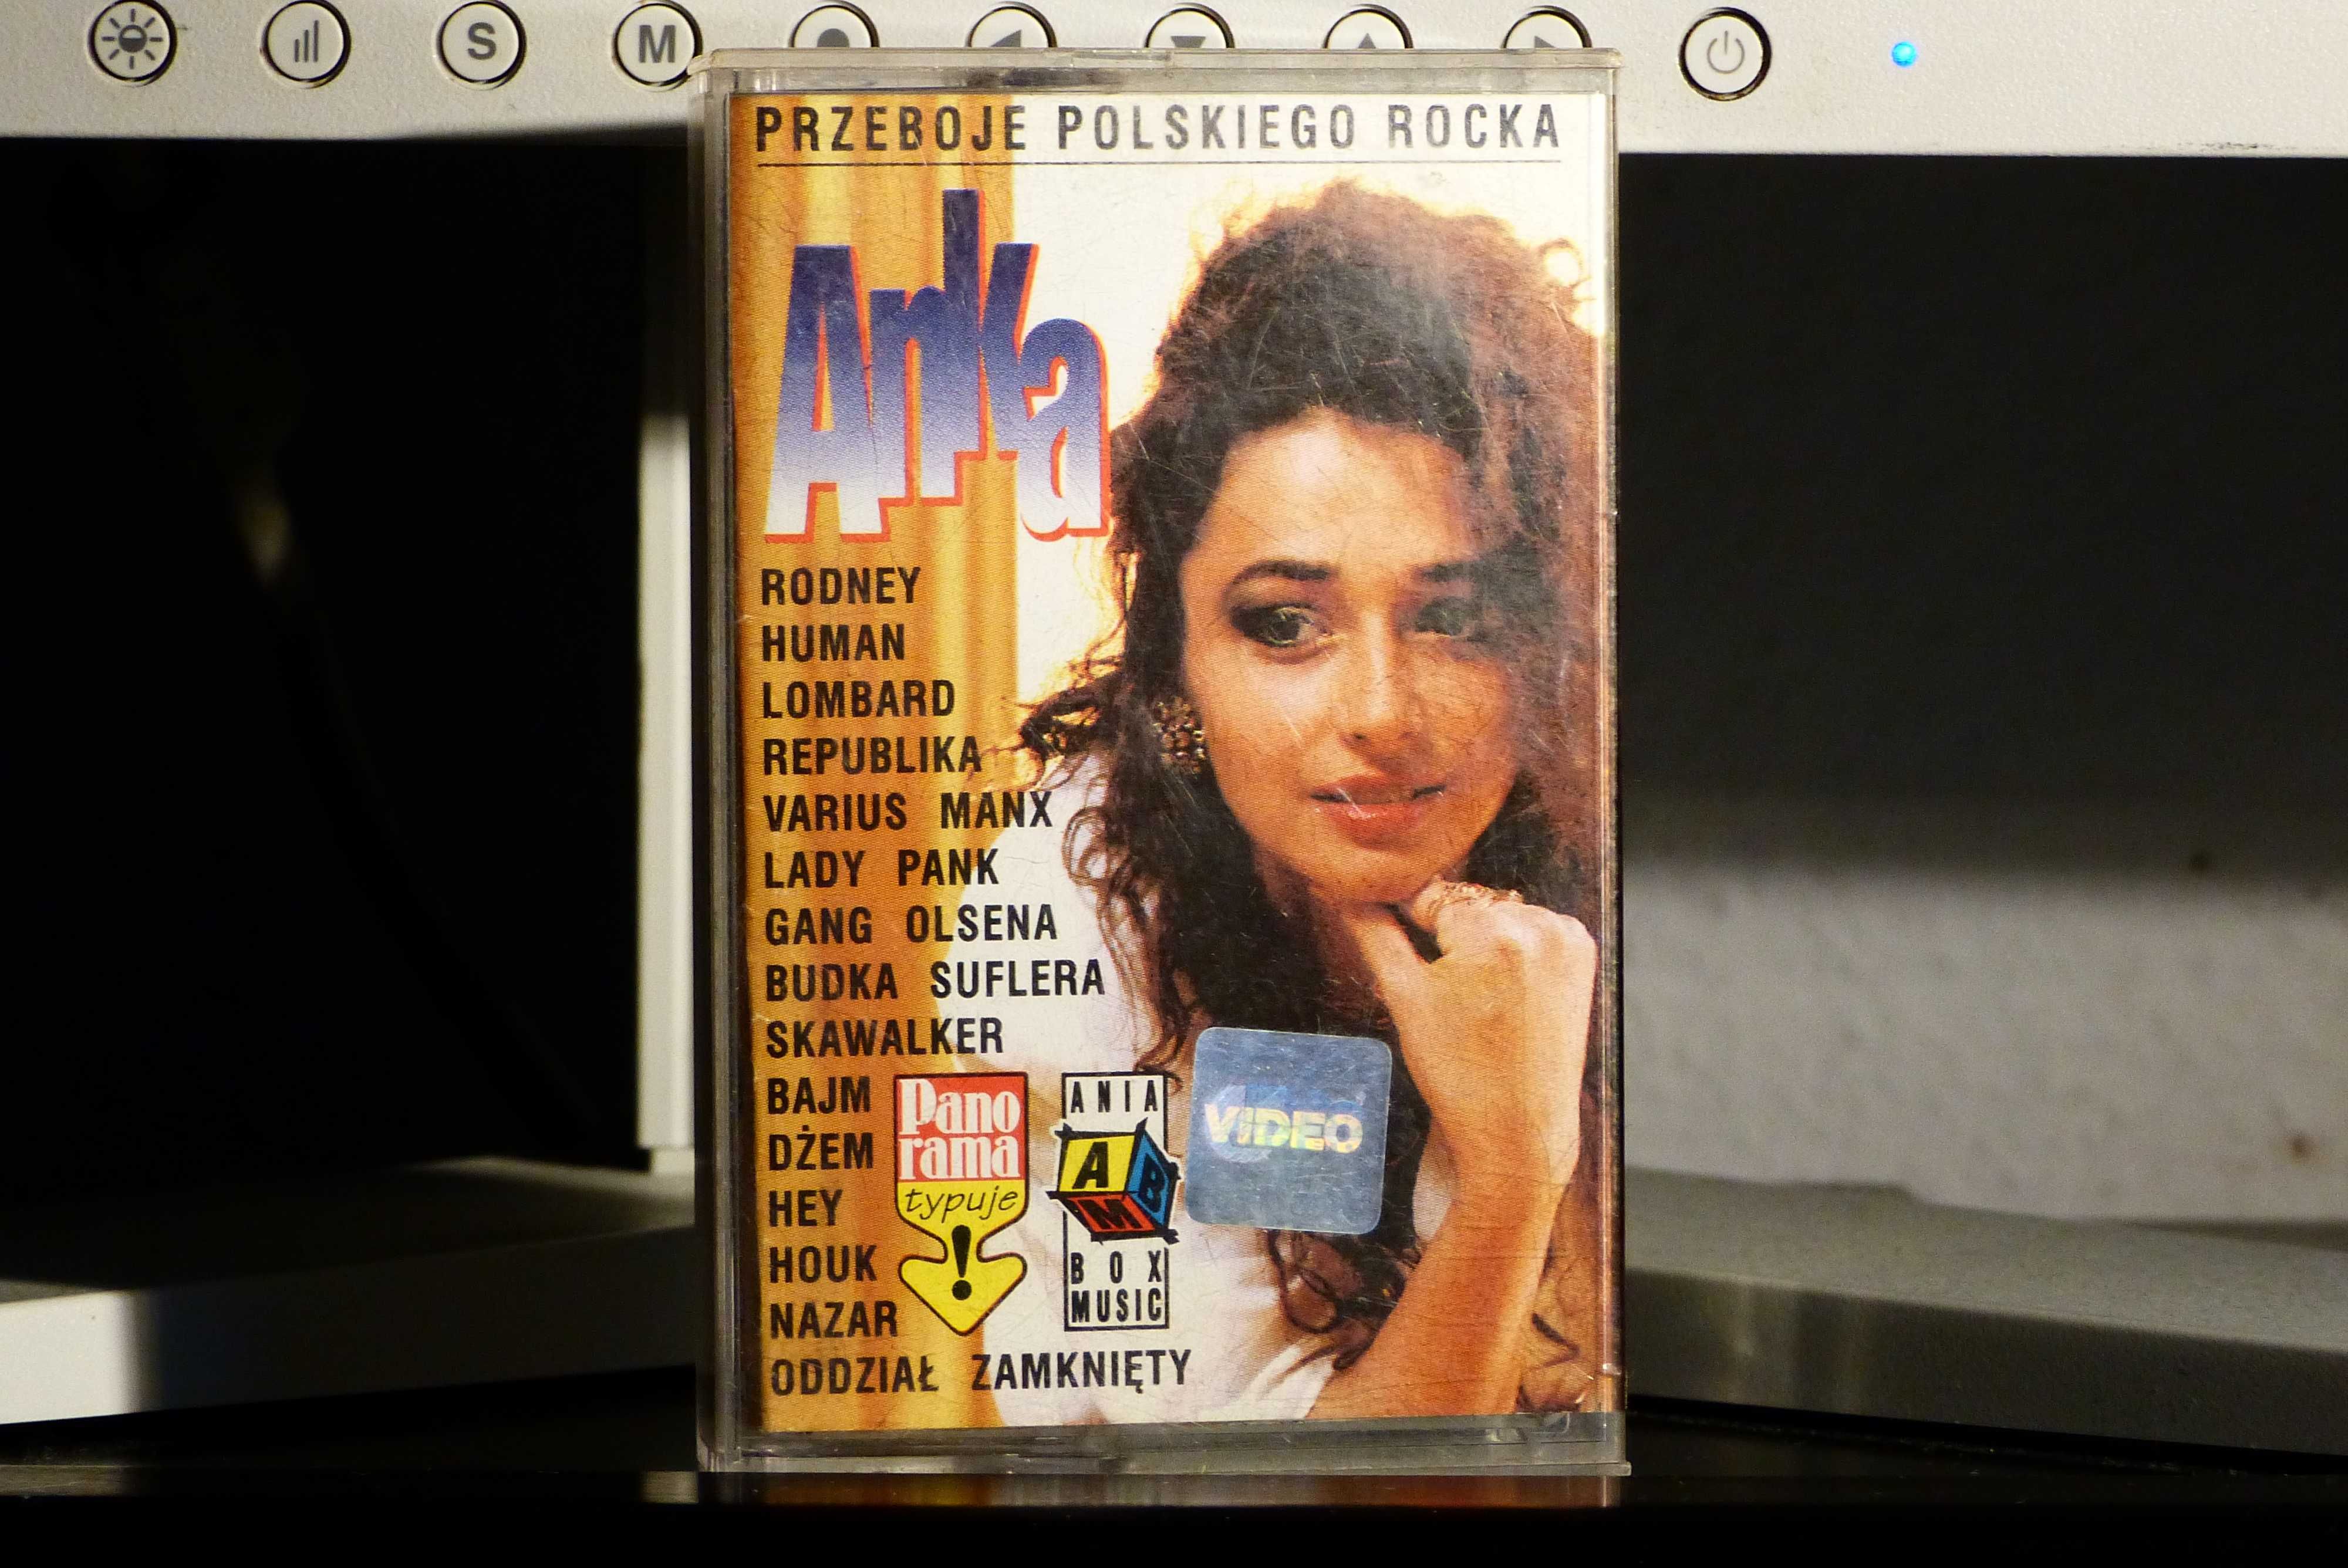 S M
PRZEBOJE POLSKIEGO ROCKA
Anka
RODNEY
HUMAN
LOMBARD
REPUBLIKA
VARIUS MANX
LADY PANK
GANG OLSENA
BUDKA SUFLERA
SKAWALKER
BAJM
DŻEM
HEY
HOUK
NAZAR
ODDZIAŁ ZAMKNIĘTY
Pano
rama
typuje
!
ANIA
A B
M
BOX
MUSIC
VIDEO